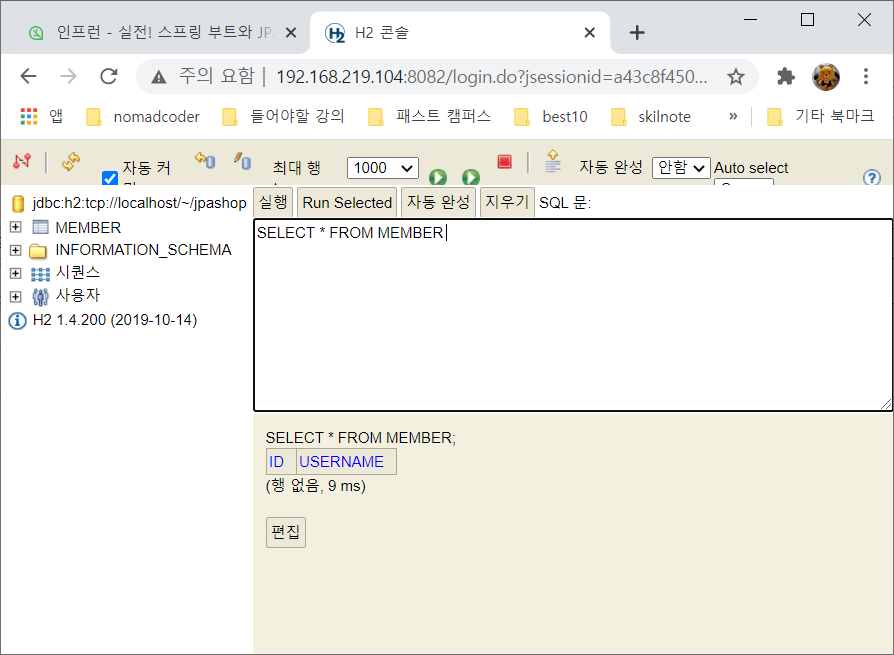 인프런 - 실전! 스프링 부트와 JPA
H2 콘솔
주의 요함 | 192.168.219.104:8082/login.do?jsessionid=a43c8f450...
앱 nomadcoder 들어야할 강의 패스트 캠퍼스 best10 skilnote » 기타 북마크
자동 커 최대 행 1000 자동 완성 안함 Auto select
jdbc:h2:tcp://localhost/~/jpashop
MEMBER
INFORMATION_SCHEMA
시퀀스
사용자
H2 1.4.200 (2019-10-14)
실행 Run Selected 자동 완성 지우기 SQL 문:
SELECT * FROM MEMBER
SELECT * FROM MEMBER;
ID USERNAME
(행 없음, 9 ms)
편집